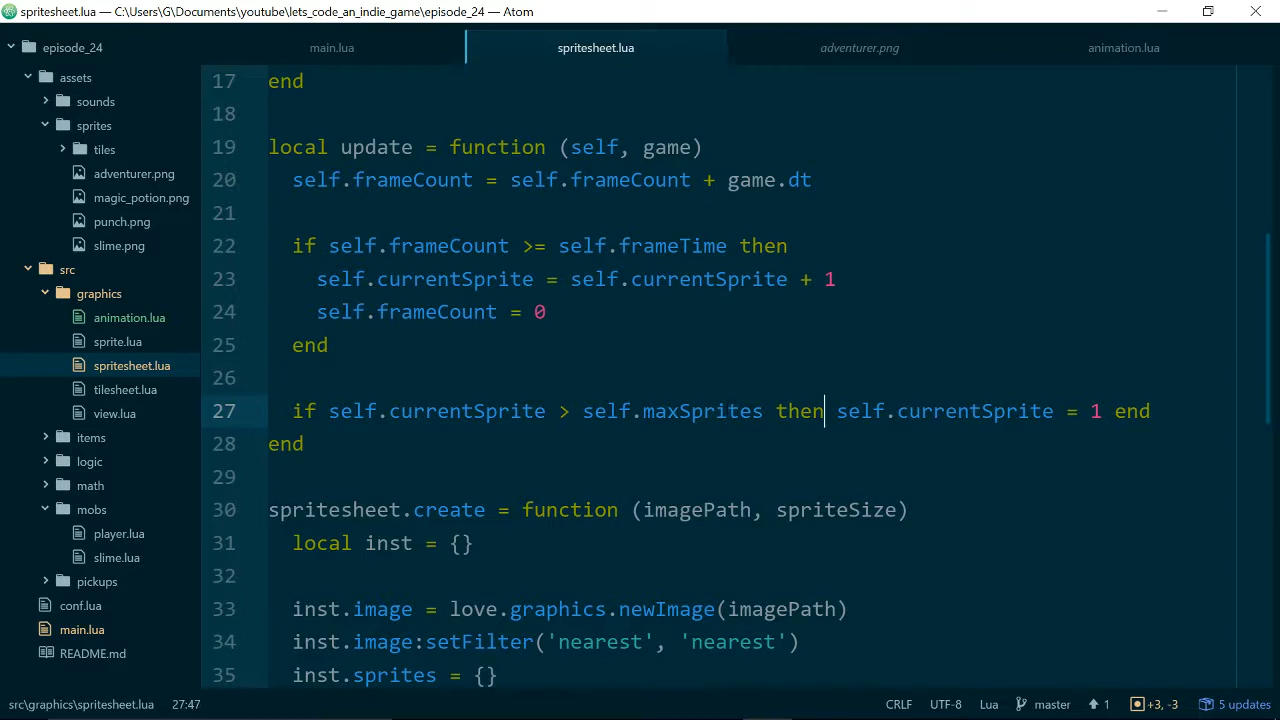 spritesheet.lua — C:\Users\G\Documents\youtube\lets_code_an_indie_game\episode_24 — Atom
episode_24
main.lua
spritesheet.lua
adventurer.png
animation.lua
assets
sounds
sprites
tiles
adventurer.png
magic_potion.png
punch.png
slime.png
src
graphics
animation.lua
sprite.lua
spritesheet.lua
tilesheet.lua
view.lua
items
logic
math
mobs
player.lua
slime.lua
pickups
conf.lua
main.lua
README.md
17 end
18
19 local update = function (self, game)
20 self.frameCount = self.frameCount + game.dt
21
22 if self.frameCount >= self.frameTime then
23 self.currentSprite = self.currentSprite + 1
24 self.frameCount = 0
25 end
26
27 if self.currentSprite > self.maxSprites then self.currentSprite = 1 end
28 end
29
30 spritesheet.create = function (imagePath, spriteSize)
31 local inst = {}
32
33 inst.image = love.graphics.newImage(imagePath)
34 inst.image:setFilter('nearest', 'nearest')
35 inst.sprites = {}
src\graphics\spritesheet.lua 27:47 CRLF UTF-8 Lua master 1 +3, -3 5 updates